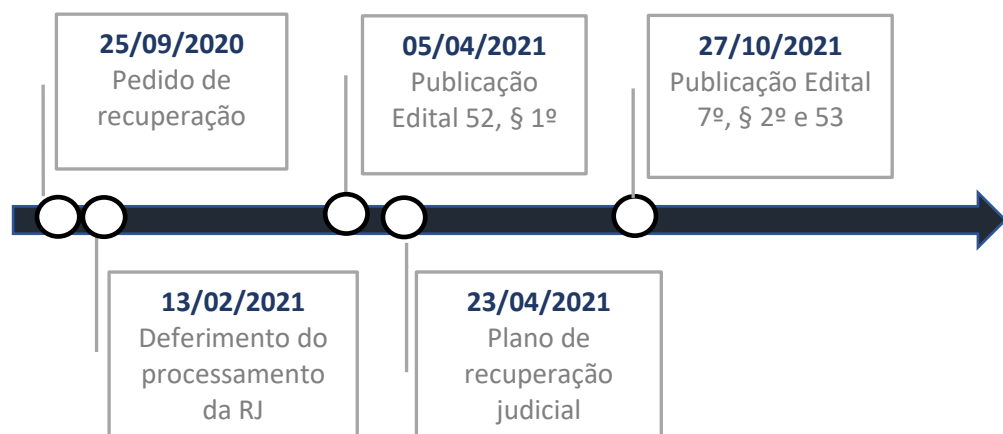 25/09/2020
Pedido de
recuperação
05/04/2021
Publicação
Edital 52, § 1º
27/10/2021
Publicação Edital
7º, § 2º e 53
13/02/2021
Deferimento do
processamento
da RJ
23/04/2021
Plano de
recuperação
judicial